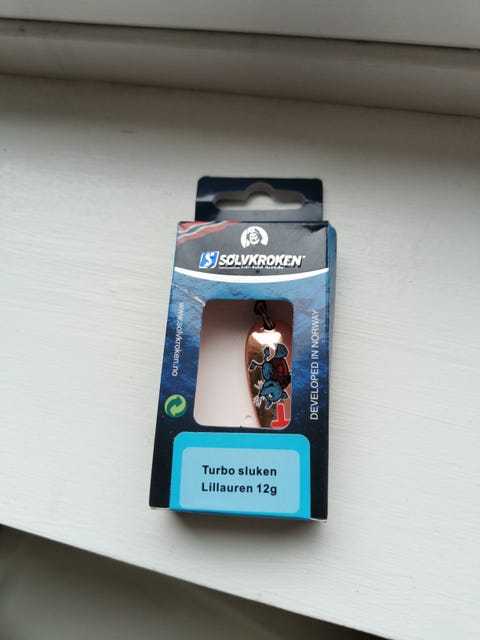 SØLVKROKEN
www.solvkroken.no
DEVELOPED IN NORWAY
Turbo sluken
Lillauren 12g